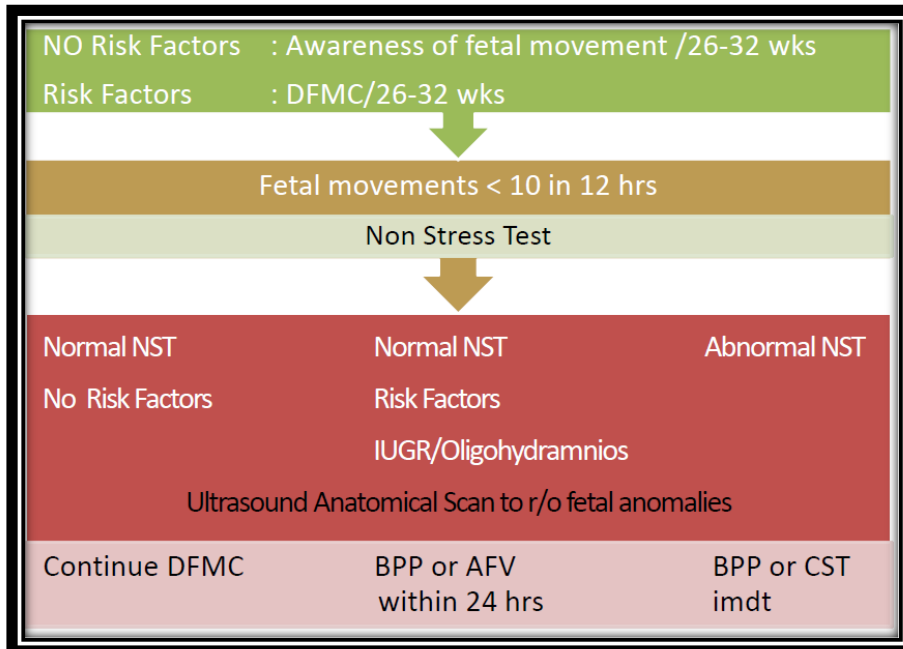 NO Risk Factors : Awareness of fetal movement /26-32 wks
Risk Factors : DFMC/26-32 wks
Fetal movements < 10 in 12 hrs
Non Stress Test
Normal NST Normal NST Abnormal NST
No Risk Factors Risk Factors
IUGR/Oligohydramnios
Ultrasound Anatomical Scan to r/o fetal anomalies
Continue DFMC BPP or AFV BPP or CST
within 24 hrs imdt